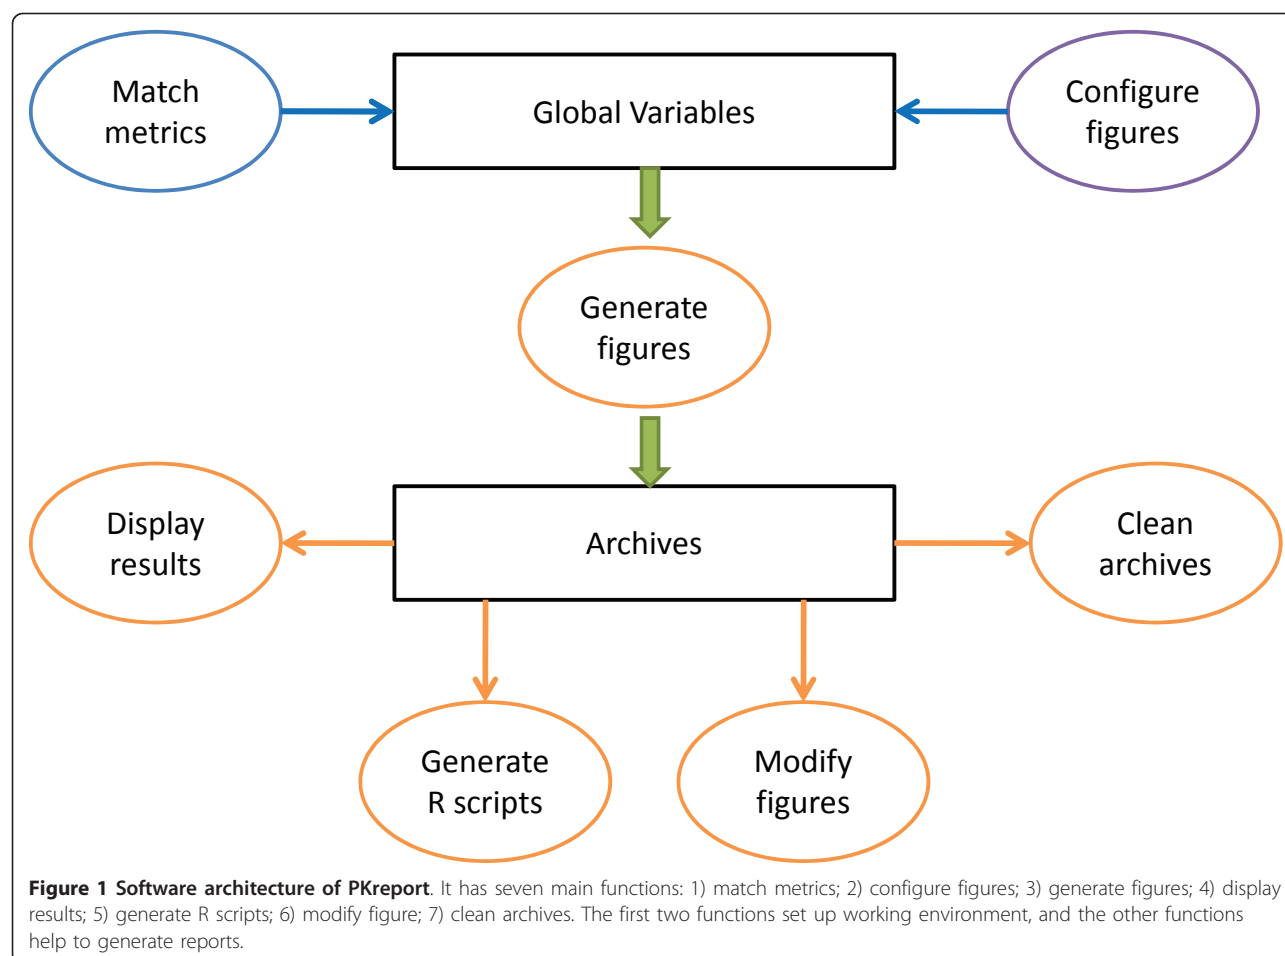 Match
metrics
Global Variables
Configure
figures
Generate
figures
Display
results
Archives
Clean
archives
Generate
R scripts
Modify
figures
Figure 1 Software architecture of PKreport. It has seven main functions: 1) match metrics; 2) configure figures; 3) generate figures; 4) display
results; 5) generate R scripts; 6) modify figure; 7) clean archives. The first two functions set up working environment, and the other functions
help to generate reports.